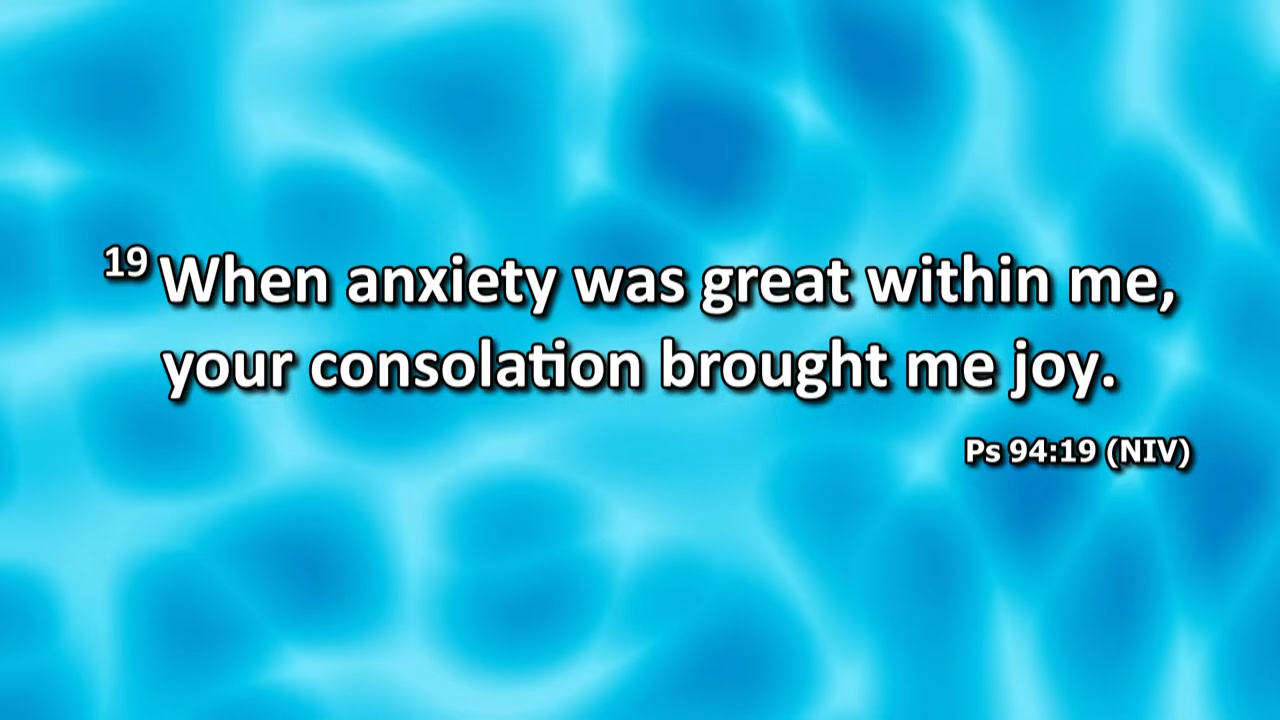 19 When anxiety was great within me,
your consolation brought me joy.
Ps 94:19 (NIV)